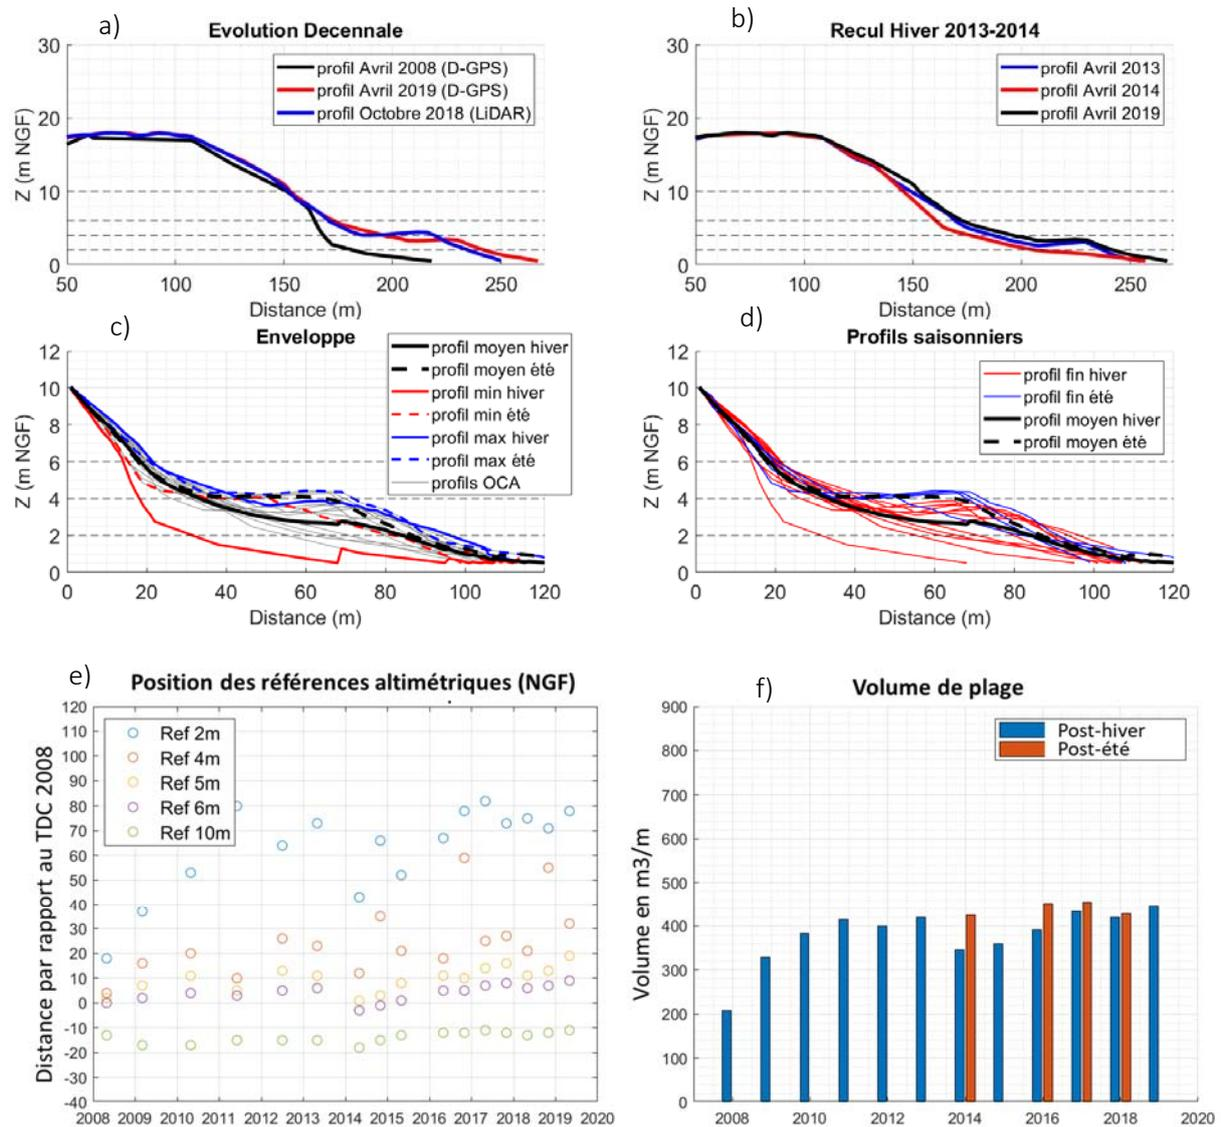 a)
Evolution Decennale
30
20
10
0
Z (m NGF)
profil Avril 2008 (D-GPS)
profil Avril 2019 (D-GPS)
profil Octobre 2018 (LiDAR)
50 100 150 200 250
Distance (m)
b)
Recul Hiver 2013-2014
30
20
10
0
Z (m NGF)
profil Avril 2013
profil Avril 2014
profil Avril 2019
50 100 150 200 250
Distance (m)
c)
Enveloppe
12
10
8
6
4
2
0
Z (m NGF)
profil moyen hiver
profil moyen été
profil min hiver
profil min été
profil max hiver
profil max été
profils OCA
0 20 40 60 80 100 120
Distance (m)
d)
Profils saisonniers
12
10
8
6
4
2
0
Z (m NGF)
profil fin hiver
profil fin été
profil moyen hiver
profil moyen été
0 20 40 60 80 100 120
Distance (m)
e)
Position des références altimétriques (NGF)
120
110
100
90
80
70
60
50
40
30
20
10
0
-10
-20
-30
-40
Distance par rapport au TDC 2008
Ref 2m
Ref 4m
Ref 5m
Ref 6m
Ref 10m
2008 2009 2010 2011 2012 2013 2014 2015 2016 2017 2018 2019 2020
f)
Volume de plage
900
800
700
600
500
400
300
200
100
0
Volume en m3/m
Post-hiver
Post-été
2008 2010 2012 2014 2016 2018 2020